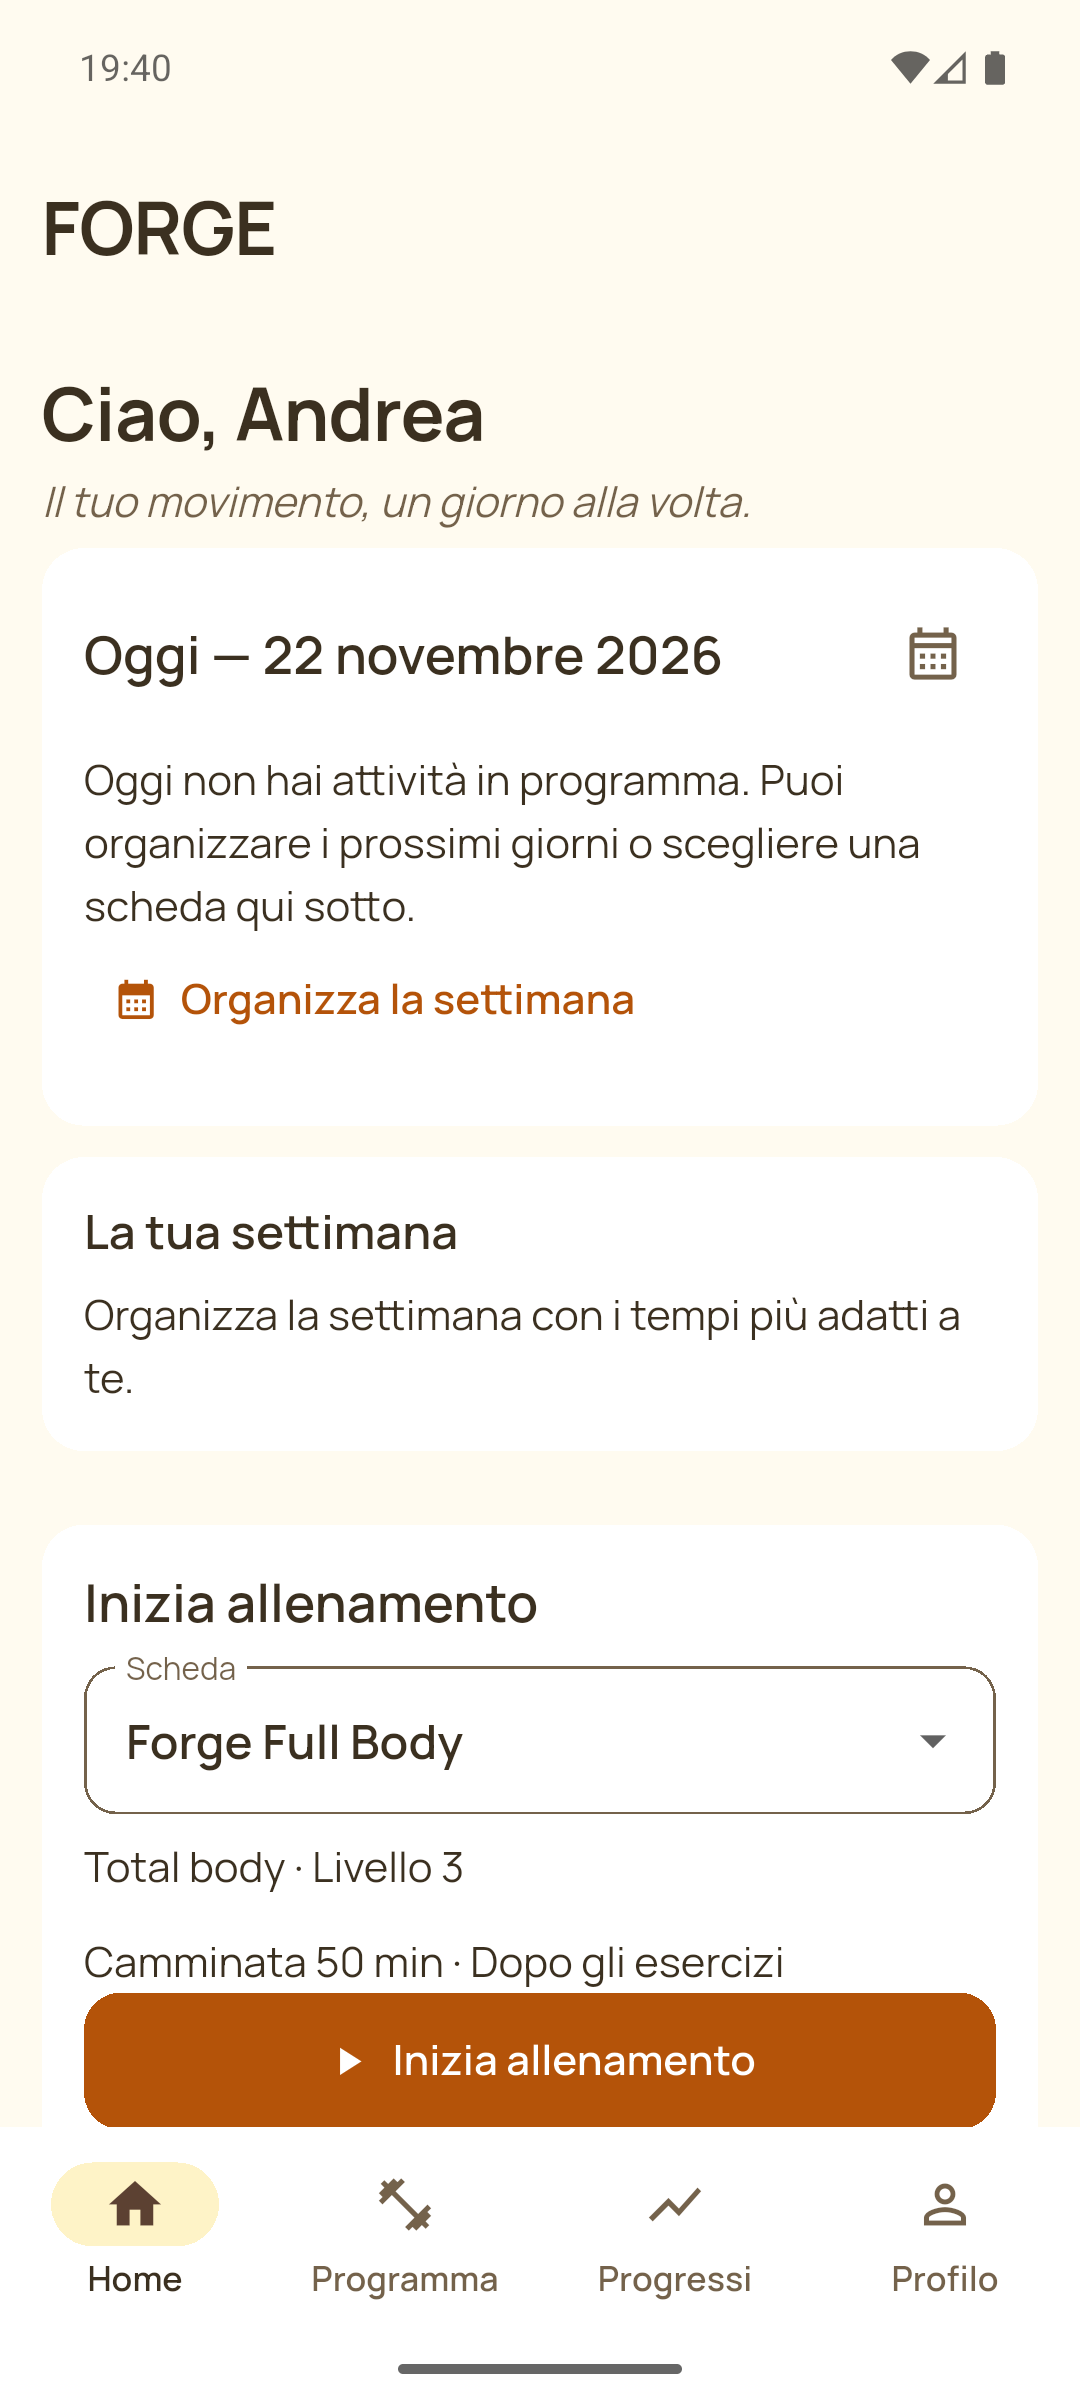 19:40
FORGE
Ciao, Andrea
Il tuo movimento, un giorno alla volta.
Oggi — 22 novembre 2026
Oggi non hai attività in programma. Puoi
organizzare i prossimi giorni o scegliere una
scheda qui sotto.
Organizza la settimana
La tua settimana
Organizza la settimana con i tempi più adatti a
te.
Inizia allenamento
Scheda
Forge Full Body
Total body · Livello 3
Camminata 50 min · Dopo gli esercizi
Inizia allenamento
Home
Programma
Progressi
Profilo